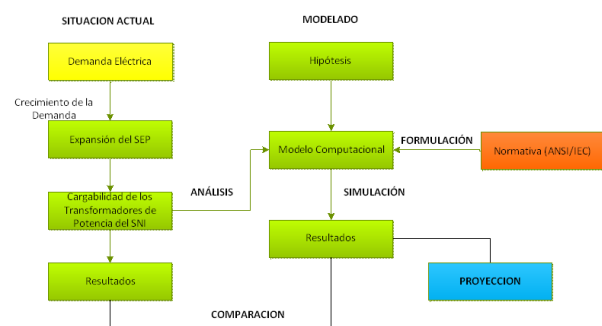 SITUACION ACTUAL
MODELADO
Demanda Eléctrica
Hipótesis
Crecimiento de la
Demanda
Expansión del SEP
Modelo Computacional
FORMULACIÓN
Normativa (ANSI/IEC)
Cargabilidad de los
Transformadores de
Potencia del SNI
ANÁLISIS
SIMULACIÓN
Resultados
Resultados
PROYECCION
COMPARACION